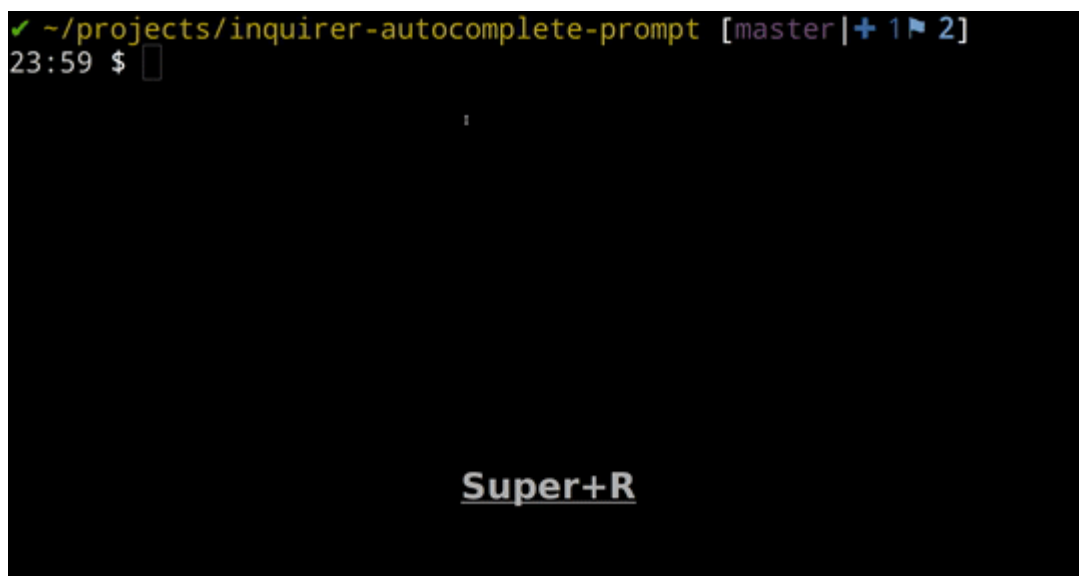 ✔ ~/projects/inquirer-autocomplete-prompt [master|✚ 1⚑ 2]
23:59 $
Super+R